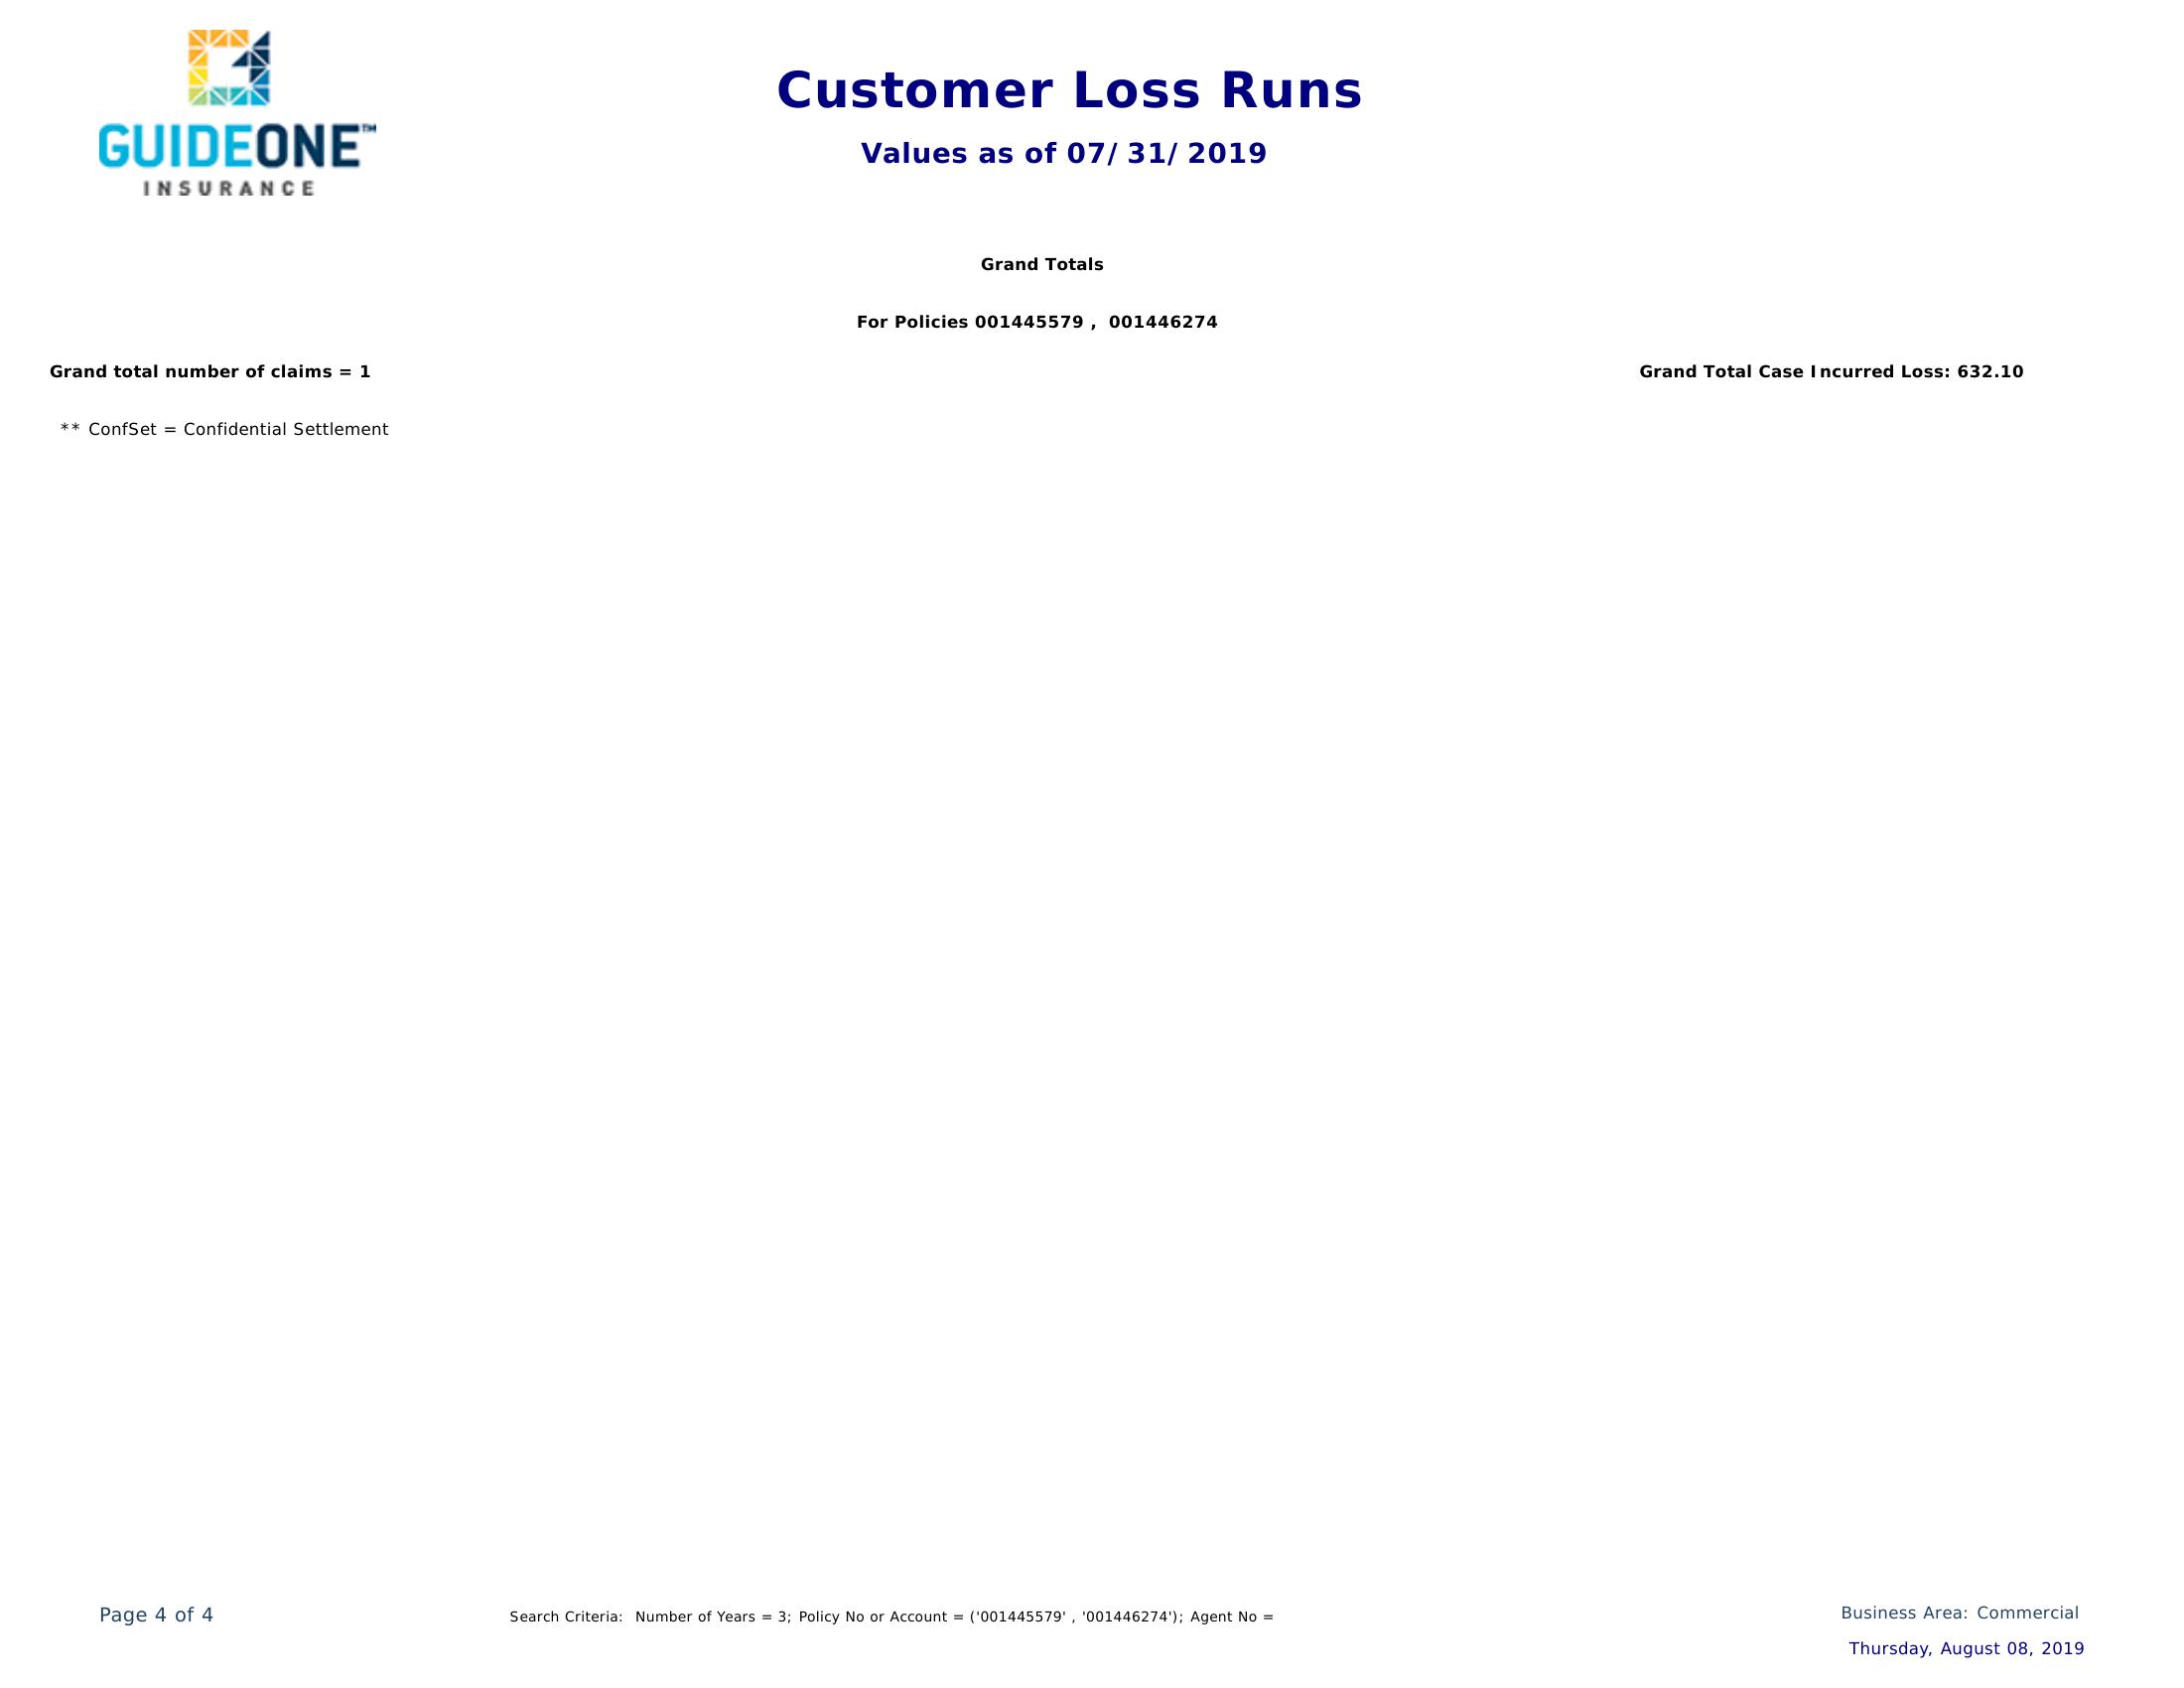 GUIDEONE™
INSURANCE
Customer Loss Runs
Values as of 07/ 31/ 2019
Grand Totals
For Policies 001445579 ,  001446274
Grand total number of claims = 1
Grand Total Case Incurred Loss: 632.10
** ConfSet = Confidential Settlement
Page 4 of 4
Search Criteria:  Number of Years = 3; Policy No or Account = ('001445579' , '001446274'); Agent No =
Business Area: Commercial
Thursday, August 08, 2019